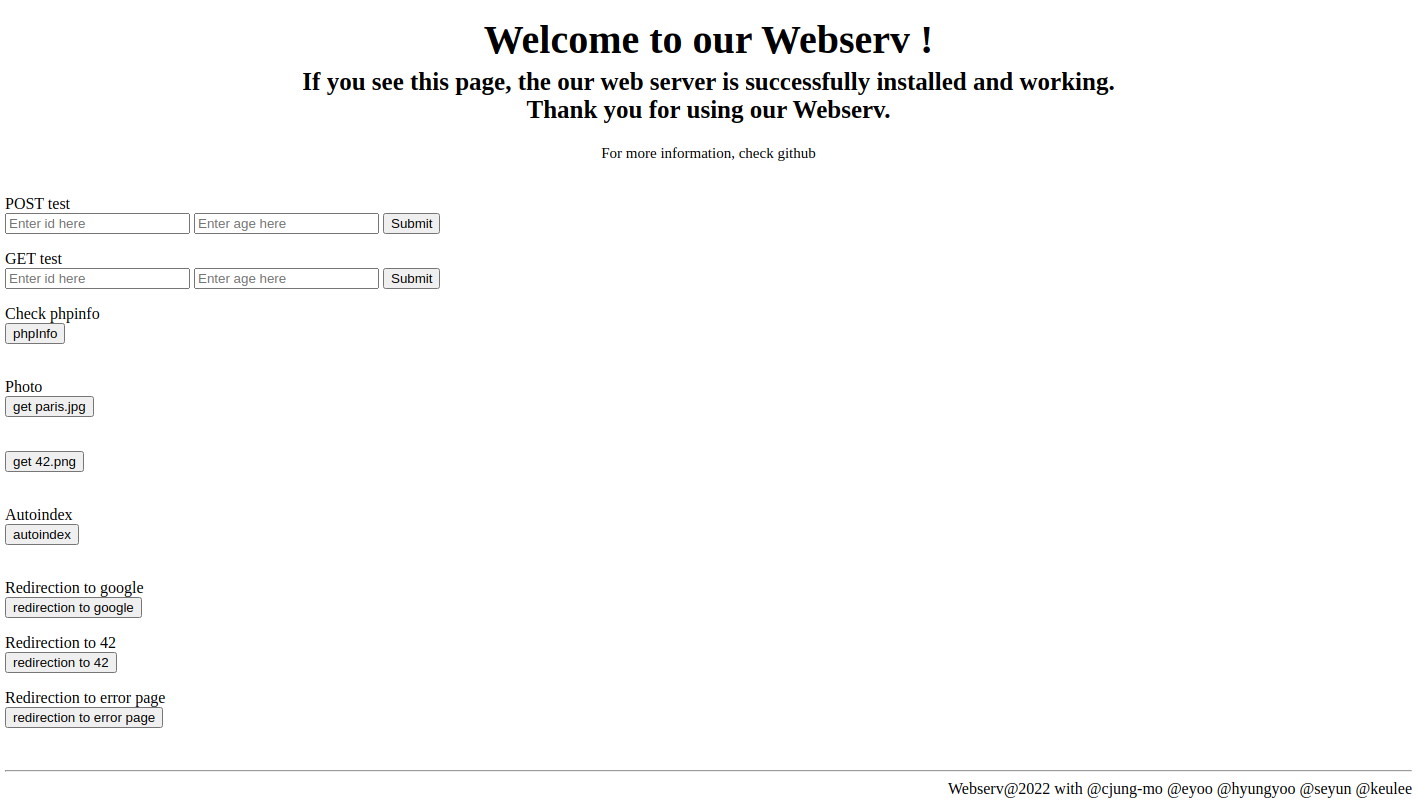 Welcome to our Webserv !
If you see this page, the our web server is successfully installed and working.
Thank you for using our Webserv.
For more information, check github
POST test
Enter id here Enter age here Submit
GET test
Enter id here Enter age here Submit
Check phpinfo
phpInfo
Photo
get paris.jpg
get 42.png
Autoindex
autoindex
Redirection to google
redirection to google
Redirection to 42
redirection to 42
Redirection to error page
redirection to error page
Webserv@2022 with @cjung-mo @eyoo @hyungyoo @seyun @keulee